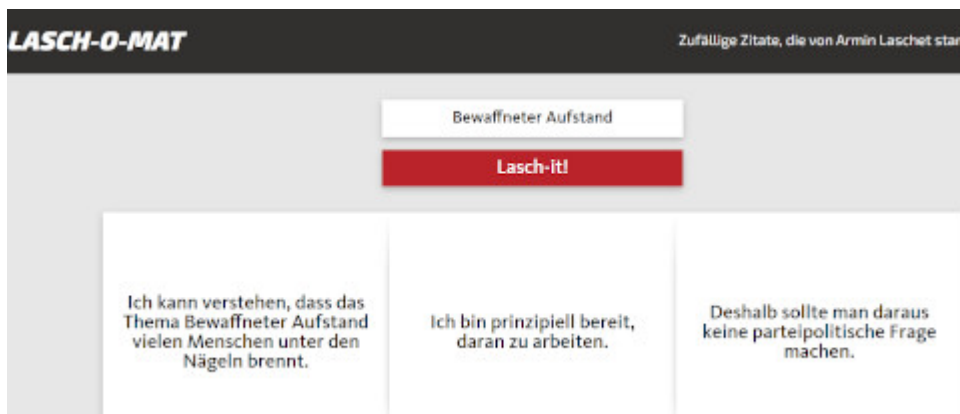 LASCH-O-MAT
Zufällige Zitate, die von Armin Laschet
Bewaffneter Aufstand
Lasch-it!
Ich kann verstehen, dass das
Thema Bewaffneter Aufstand
vielen Menschen unter den
Nägeln brennt.
Ich bin prinzipiell bereit,
daran zu arbeiten.
Deshalb sollte man daraus
keine parteipolitische Frage
machen.